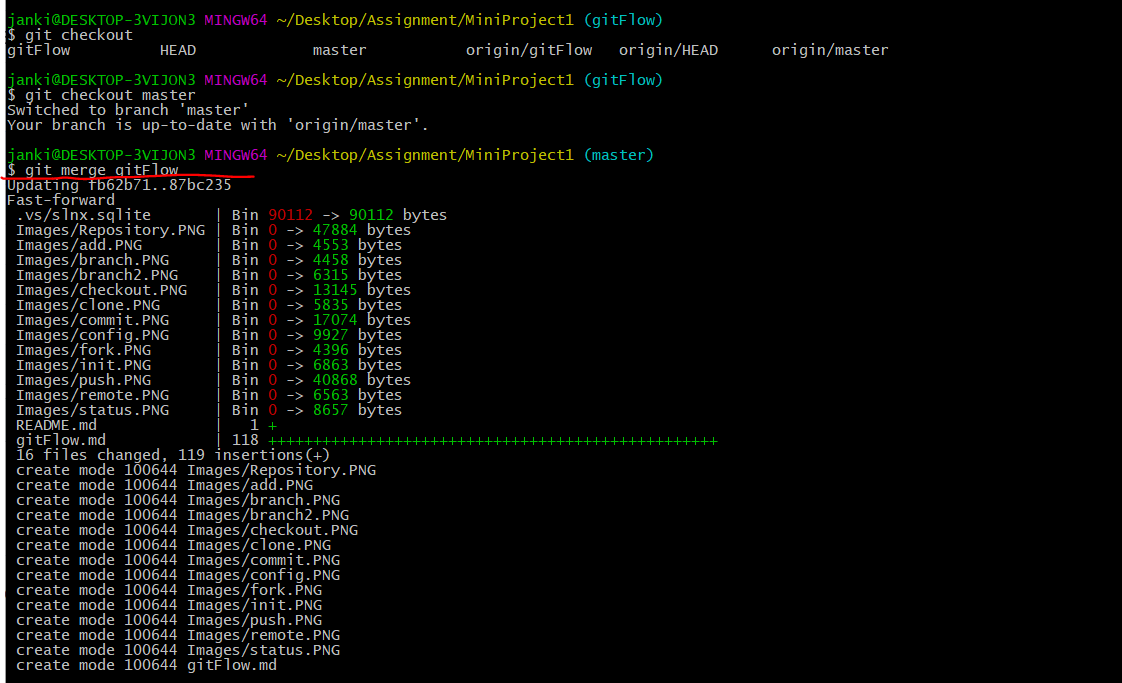 janki@DESKTOP-3VIJON3 MINGW64 ~/Desktop/Assignment/MiniProject1 (gitFlow)
$ git checkout
gitFlow          HEAD             master           origin/gitFlow   origin/HEAD      origin/master

janki@DESKTOP-3VIJON3 MINGW64 ~/Desktop/Assignment/MiniProject1 (gitFlow)
$ git checkout master
Switched to branch 'master'
Your branch is up-to-date with 'origin/master'.

janki@DESKTOP-3VIJON3 MINGW64 ~/Desktop/Assignment/MiniProject1 (master)
$ git merge gitFlow
Updating fb62b71..87bc235
Fast-forward
 .vs/slnx.sqlite       | Bin 90112 -> 90112 bytes
 Images/Repository.PNG | Bin 0 -> 47884 bytes
 Images/add.PNG        | Bin 0 -> 4553 bytes
 Images/branch.PNG     | Bin 0 -> 4458 bytes
 Images/branch2.PNG    | Bin 0 -> 6315 bytes
 Images/checkout.PNG   | Bin 0 -> 13145 bytes
 Images/clone.PNG      | Bin 0 -> 5835 bytes
 Images/commit.PNG     | Bin 0 -> 17074 bytes
 Images/config.PNG     | Bin 0 -> 9927 bytes
 Images/fork.PNG       | Bin 0 -> 4396 bytes
 Images/init.PNG       | Bin 0 -> 6863 bytes
 Images/push.PNG       | Bin 0 -> 40868 bytes
 Images/remote.PNG     | Bin 0 -> 6563 bytes
 Images/status.PNG     | Bin 0 -> 8657 bytes
 README.md             |   1 +
 gitFlow.md            | 118 ++++++++++++++++++++++++++++++++++++++++++++++++++
 16 files changed, 119 insertions(+)
 create mode 100644 Images/Repository.PNG
 create mode 100644 Images/add.PNG
 create mode 100644 Images/branch.PNG
 create mode 100644 Images/branch2.PNG
 create mode 100644 Images/checkout.PNG
 create mode 100644 Images/clone.PNG
 create mode 100644 Images/commit.PNG
 create mode 100644 Images/config.PNG
 create mode 100644 Images/fork.PNG
 create mode 100644 Images/init.PNG
 create mode 100644 Images/push.PNG
 create mode 100644 Images/remote.PNG
 create mode 100644 Images/status.PNG
 create mode 100644 gitFlow.md